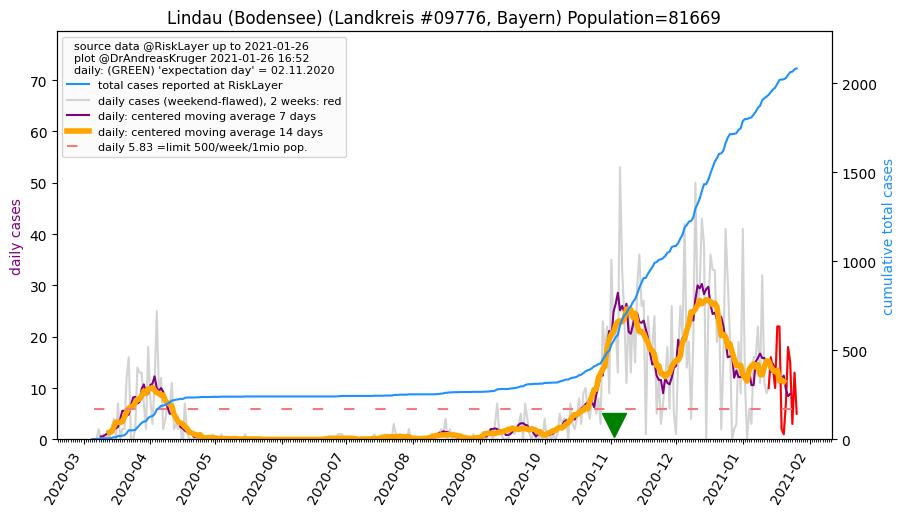 Lindau (Bodensee) (Landkreis #09776, Bayern) Population=81669
source data @RiskLayer up to 2021-01-26
plot @DrAndreasKruger 2021-01-26 16:52
daily: (GREEN) 'expectation day' = 02.11.2020
total cases reported at RiskLayer
daily cases (weekend-flawed), 2 weeks: red
daily: centered moving average 7 days
daily: centered moving average 14 days
daily 5.83 =limit 500/week/1mio pop.
daily cases
70
60
50
40
30
20
10
0
cumulative total cases
2000
1500
1000
500
0
2020-03
2020-04
2020-05
2020-06
2020-07
2020-08
2020-09
2020-10
2020-11
2020-12
2021-01
2021-02